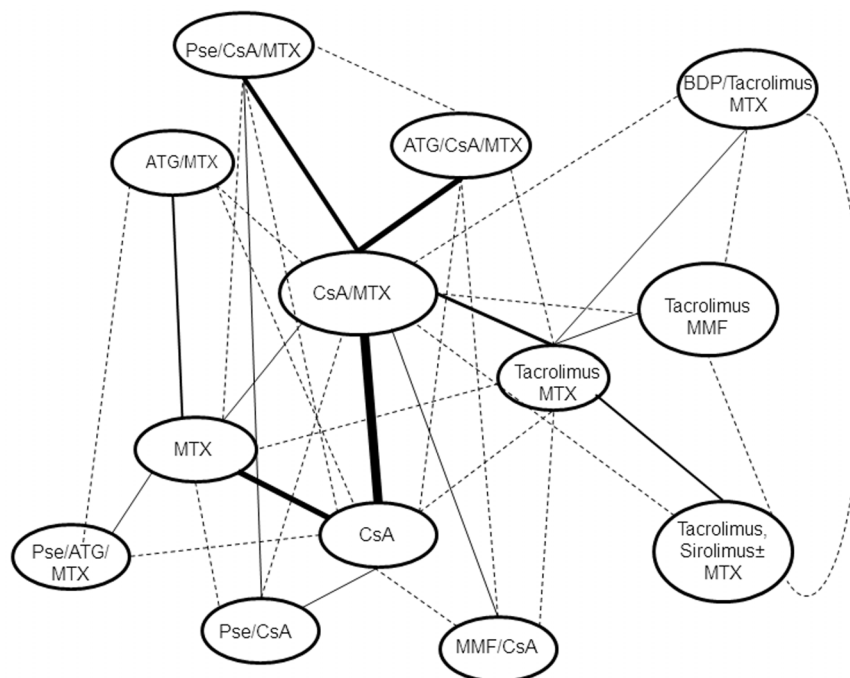 Pse/CsA/MTX
BDP/Tacrolimus
MTX
ATG/CsA/MTX
ATG/MTX
CsA/MTX
Tacrolimus
MMF
Tacrolimus
MTX
MTX
CsA
Tacrolimus,
Sirolimus±
MTX
Pse/ATG/
MTX
Pse/CsA
MMF/CsA